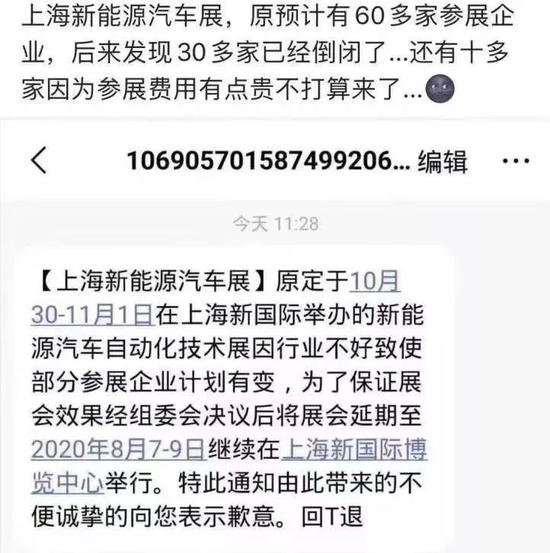 上海新能源汽车展，原预计有60多家参展企
业，后来发现30多家已经倒闭了...还有十多
家因为参展费用有点贵不打算来了...🌚
106905701587499206... 编辑
今天 11:28
【上海新能源汽车展】原定于10月
30-11月1日在上海新国际举办的新能
源汽车自动化技术展因行业不好致使
部分参展企业计划有变，为了保证展
会效果经组委会决议后将展会延期至
2020年8月7-9日继续在上海新国际博
览中心举行。特此通知由此带来的不
便诚挚的向您表示歉意。回T退